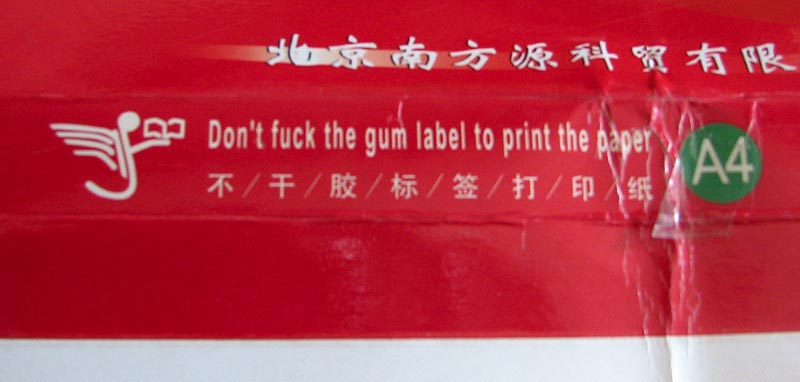 北京南方源科贸有限
Don't fuck the gum label to print the paper
不/干/胶/标/签/打/印/纸
A4